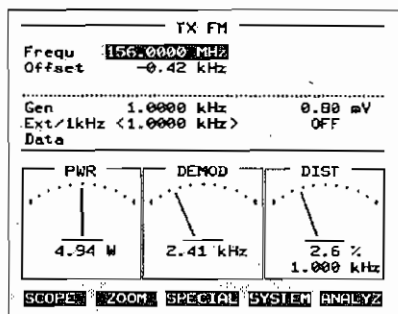 TX FM
Frequ 156.0000 MHz
Offset -0.42 kHz
Gen 1.0000 kHz 0.80 mV
Ext/1kHz <1.0000 kHz> OFF
Data
PWR DEMOD DIST
4.94 W 2.41 kHz 2.6 %
1.000 kHz
SCOPE ZOOM SPECIAL SYSTEM ANALYZ